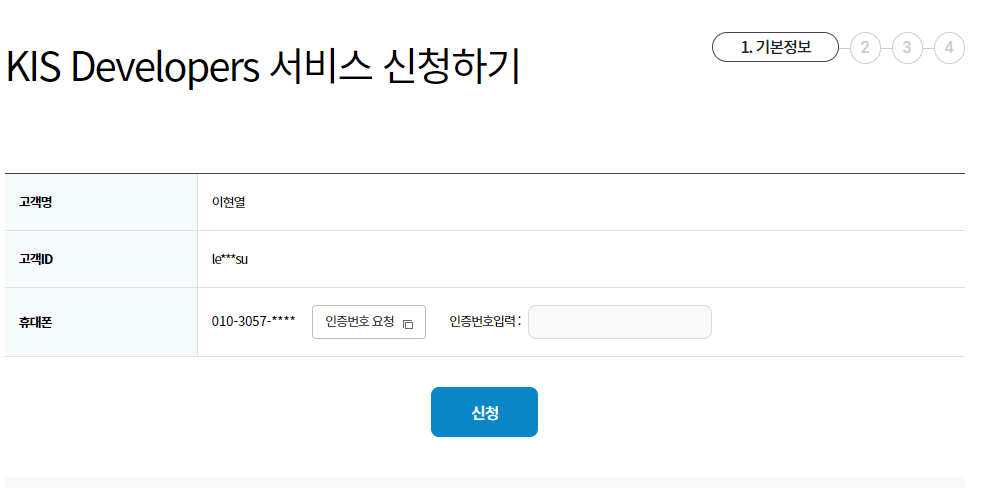 KIS Developers 서비스 신청하기
1. 기본정보 2 3 4
고객명 이현열
고객ID le***su
휴대폰 010-3057-**** 인증번호 요청 인증번호입력 :
신청